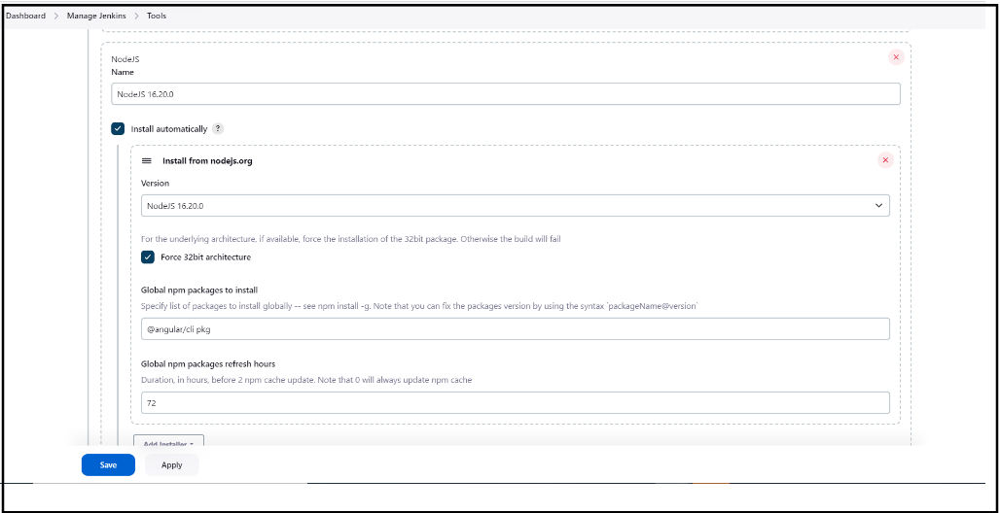 Dashboard > Manage Jenkins > Tools
NodeJS
Name
NodeJS 16.20.0
Install automatically ?
Install from nodejs.org
Version
NodeJS 16.20.0
For the underlying architecture, if available, force the installation of the 32bit package. Otherwise the build will fail
Force 32bit architecture
Global npm packages to install
Specify list of packages to install globally -- see npm install -g. Note that you can fix the packages version by using the syntax `packageName@version`
@angular/cli pkg
Global npm packages refresh hours
Duration, in hours, before 2 npm cache update. Note that 0 will always update npm cache
72
Add Installer
Save Apply